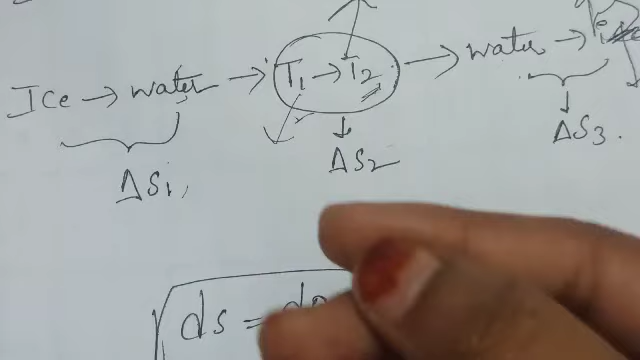 Ice → water → T₁ → T₂ → water →
ΔS₁, ΔS₂ ΔS₃.
ds =